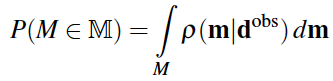 P(M ∈ 𝕄) = ∫_M ρ(𝐦|𝐝^obs) d𝐦